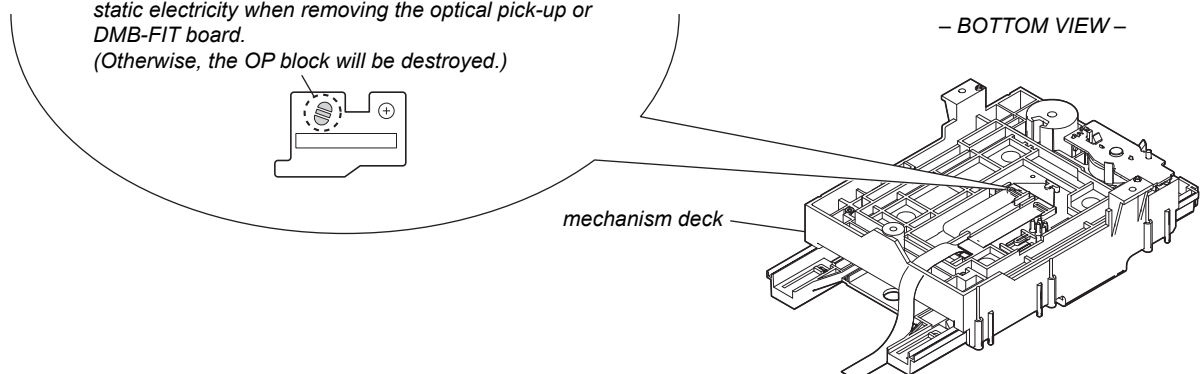 static electricity when removing the optical pick-up or
DMB-FIT board.
(Otherwise, the OP block will be destroyed.)
– BOTTOM VIEW –
mechanism deck